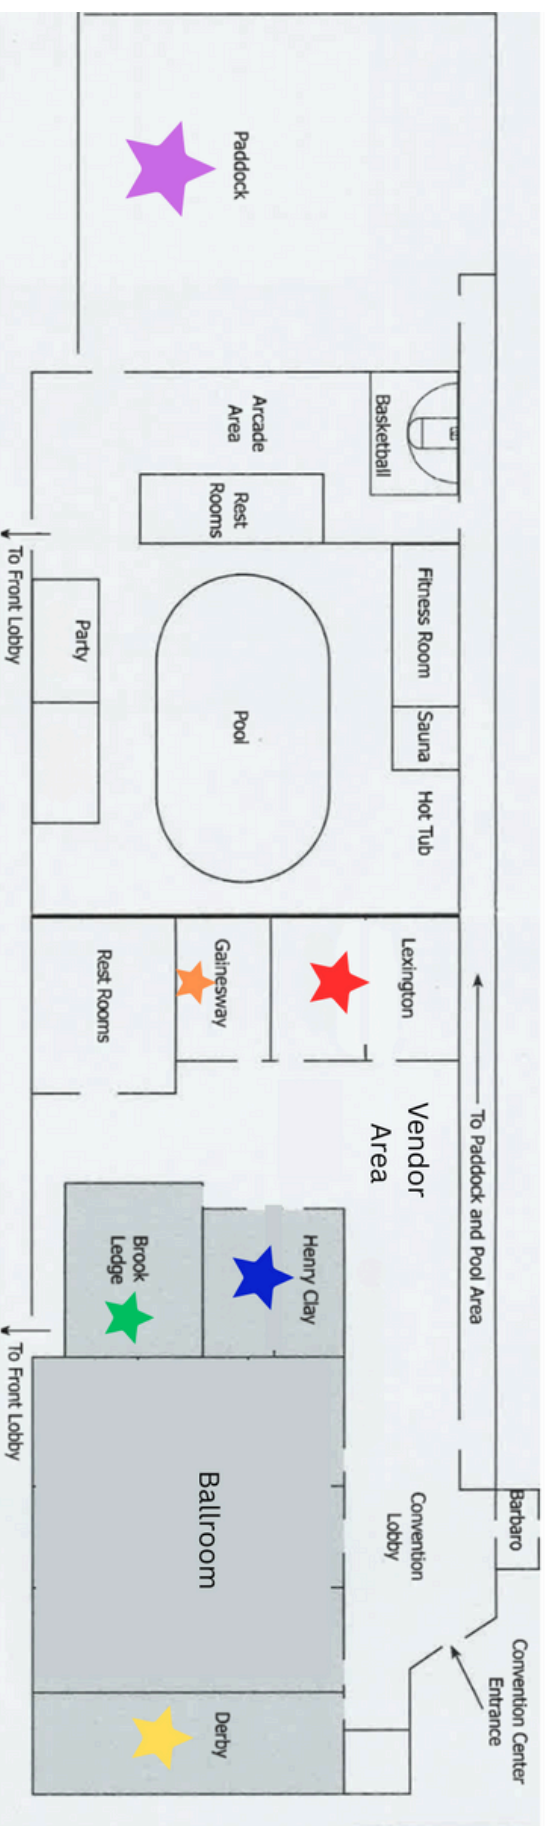 Paddock
Basketball
Arcade
Area
Rest
Rooms
To Front Lobby
Fitness Room
Sauna
Hot Tub
Party
Pool
Lexington
Gainesway
Rest Rooms
To Paddock and Pool Area
Vendor
Area
Henry Clay
Brook
Ledge
To Front Lobby
Barbaro
Convention
Lobby
Ballroom
Convention Center
Entrance
Derby